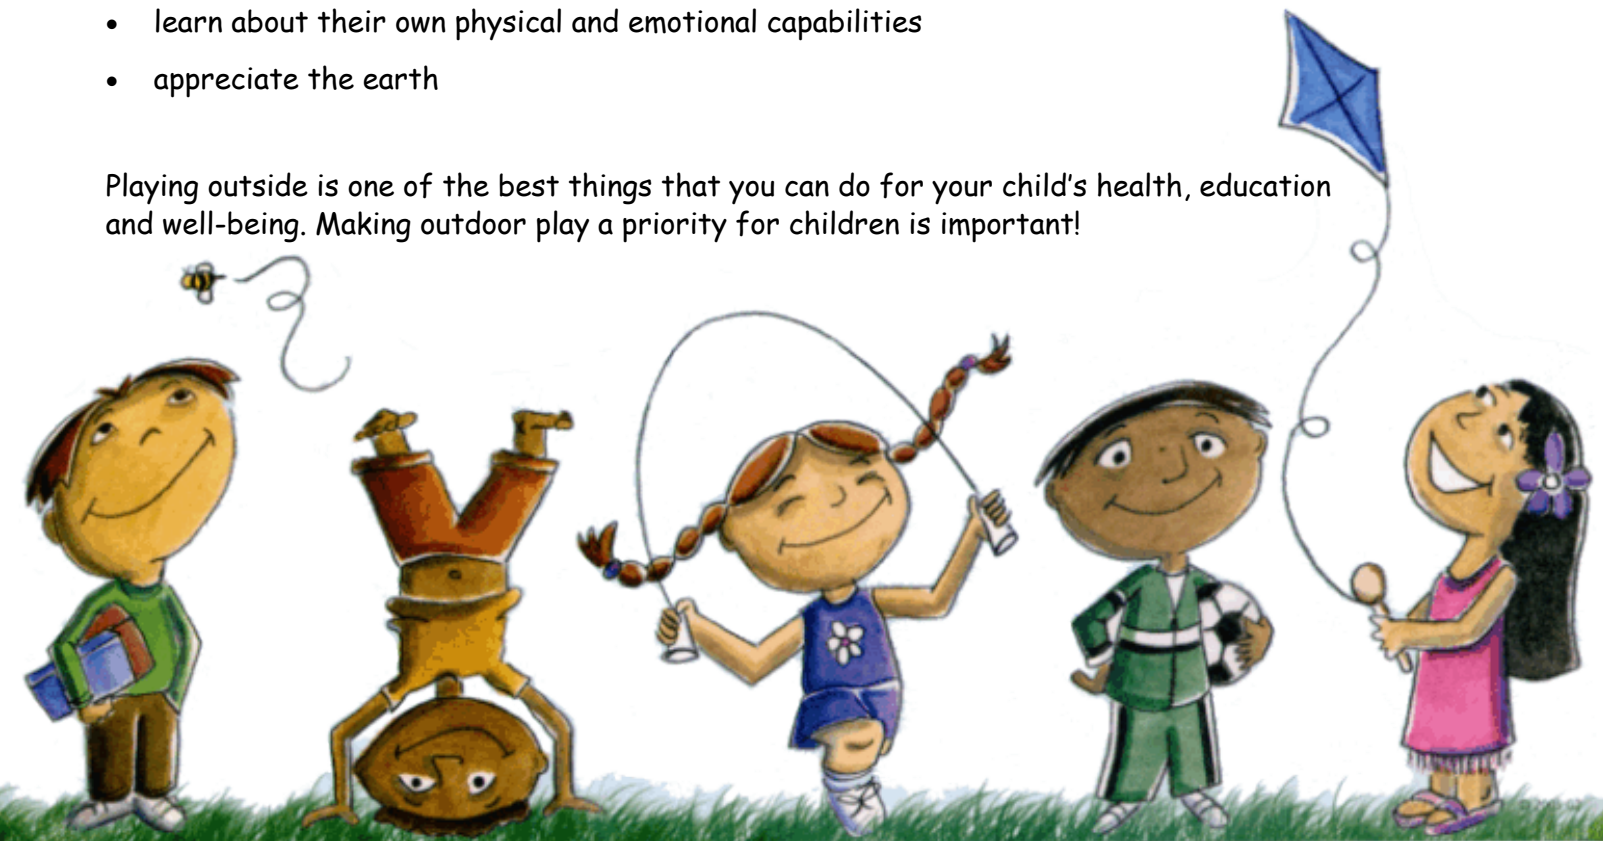 • learn about their own physical and emotional capabilities
• appreciate the earth
Playing outside is one of the best things that you can do for your child's health, education
and well-being. Making outdoor play a priority for children is important!